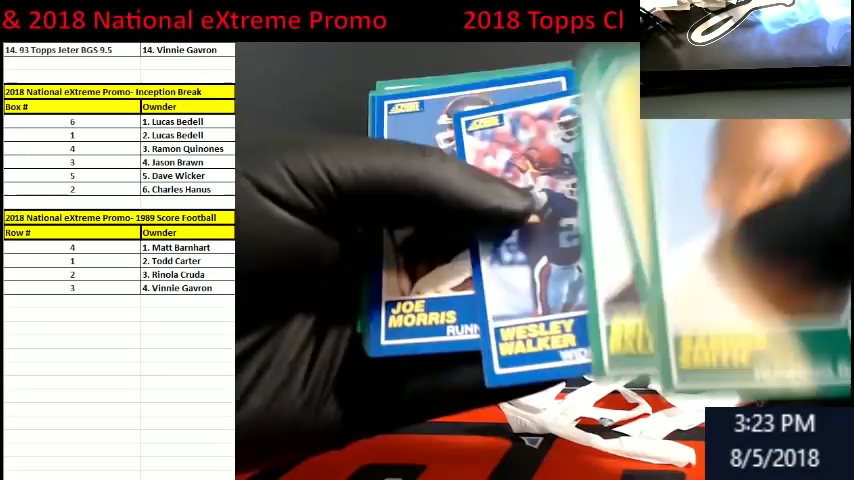 & 2018 National eXtreme Promo 2018 Topps Cl
14. 93 Topps Jeter BGS 9.5 14. Vinnie Gavron
2018 National eXtreme Promo- Inception Break
Box # Ownder
6 1. Lucas Bedell
1 2. Lucas Bedell
4 3. Ramon Quinones
3 4. Jason Brawn
5 5. Dave Wicker
2 6. Charles Hanus
2018 National eXtreme Promo- 1989 Score Football
Row # Ownder
4 1. Matt Barnhart
1 2. Todd Carter
2 3. Rinola Cruda
3 4. Vinnie Gavron
SCORE
SCORE
JOE
MORRIS
RUNN
WESLEY
WALKER
WID
3:23 PM
8/5/2018